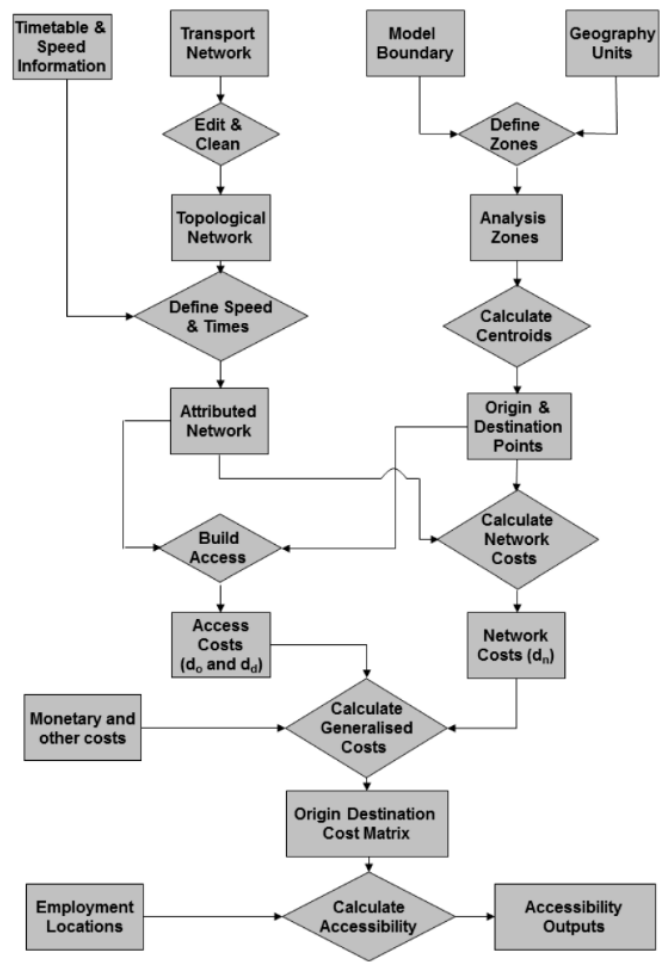 Timetable &
Speed
Information
Transport
Network
Model
Boundary
Geography
Units
Edit &
Clean
Define
Zones
Topological
Network
Analysis
Zones
Define Speed
& Times
Calculate
Centroids
Attributed
Network
Origin &
Destination
Points
Build
Access
Calculate
Network
Costs
Access
Costs
(dₒ and d_d)
Network
Costs (dₙ)
Monetary and
other costs
Calculate
Generalised
Costs
Origin Destination
Cost Matrix
Employment
Locations
Calculate
Accessibility
Accessibility
Outputs